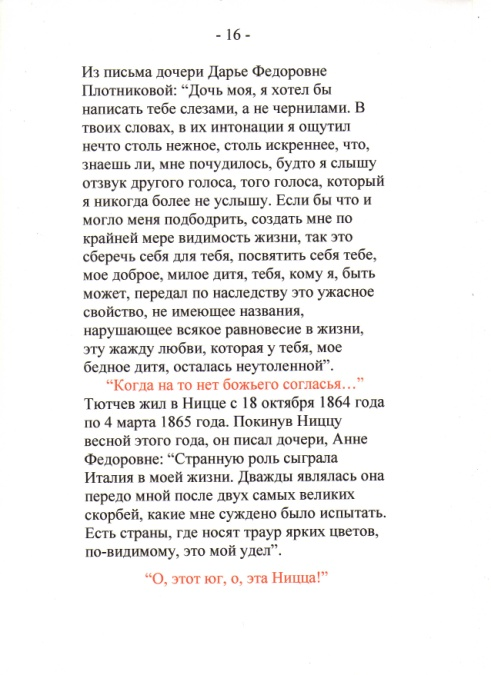 - 16 -
Из письма дочери Дарье Федоровне
Плотниковой: “Дочь моя, я хотел бы
написать тебе слезами, а не чернилами. В
твоих словах, в их интонации я ощутил
нечто столь нежное, столь искреннее, что,
знаешь ли, мне почудилось, будто я слышу
отзвук другого голоса, того голоса, который
я никогда более не услышу. Если бы что и
могло меня подбодрить, создать мне по
крайней мере видимость жизни, так это
сберечь себя для тебя, посвятить себя тебе,
мое доброе, милое дитя, тебя, кому я, быть
может, передал по наследству это ужасное
свойство, не имеющее названия,
нарушающее всякое равновесие в жизни,
эту жажду любви, которая у тебя, мое
бедное дитя, осталась неутоленной”.
“Когда на то нет божьего согласья…”
Тютчев жил в Ницце с 18 октября 1864 года
по 4 марта 1865 года. Покинув Ниццу
весной этого года, он писал дочери, Анне
Федоровне: “Странную роль сыграла
Италия в моей жизни. Дважды являлась она
передо мной после двух самых великих
скорбей, какие мне суждено было испытать.
Есть страны, где носят траур ярких цветов,
по-видимому, это мой удел”.
“О, этот юг, о, эта Ницца!”